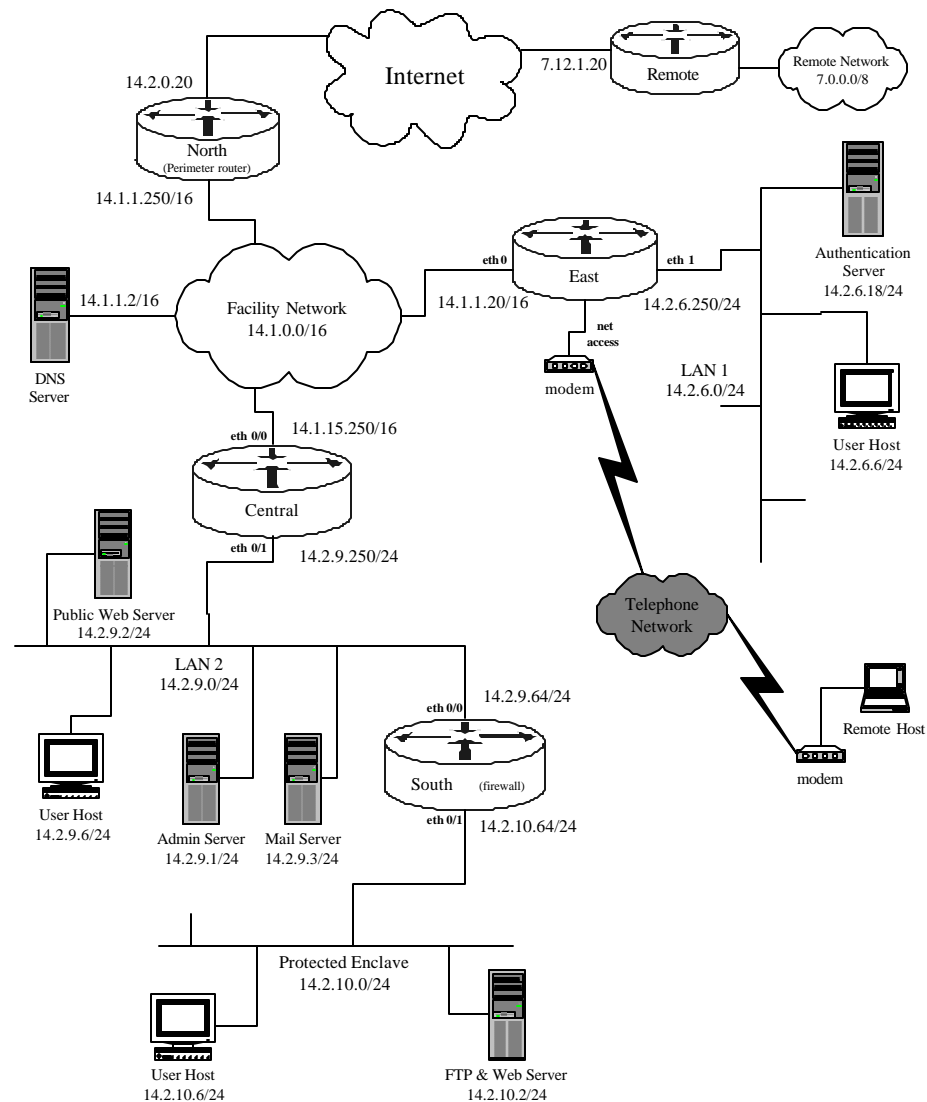 Internet
14.2.0.20
North
(Perimeter router)
14.1.1.250/16
7.12.1.20
Remote
Remote Network
7.0.0.0/8
Authentication
Server
14.2.6.18/24
eth 0
East
eth 1
14.1.1.20/16
14.2.6.250/24
net
access
modem
Facility Network
14.1.0.0/16
14.1.1.2/16
DNS
Server
LAN 1
14.2.6.0/24
User Host
14.2.6.6/24
14.1.15.250/16
eth 0/0
Central
eth 0/1
14.2.9.250/24
Public Web Server
14.2.9.2/24
LAN 2
14.2.9.0/24
Telephone
Network
Remote Host
modem
14.2.9.64/24
eth 0/0
South
(firewall)
eth 0/1
14.2.10.64/24
User Host
14.2.9.6/24
Admin Server
14.2.9.1/24
Mail Server
14.2.9.3/24
Protected Enclave
14.2.10.0/24
User Host
14.2.10.6/24
FTP & Web Server
14.2.10.2/24